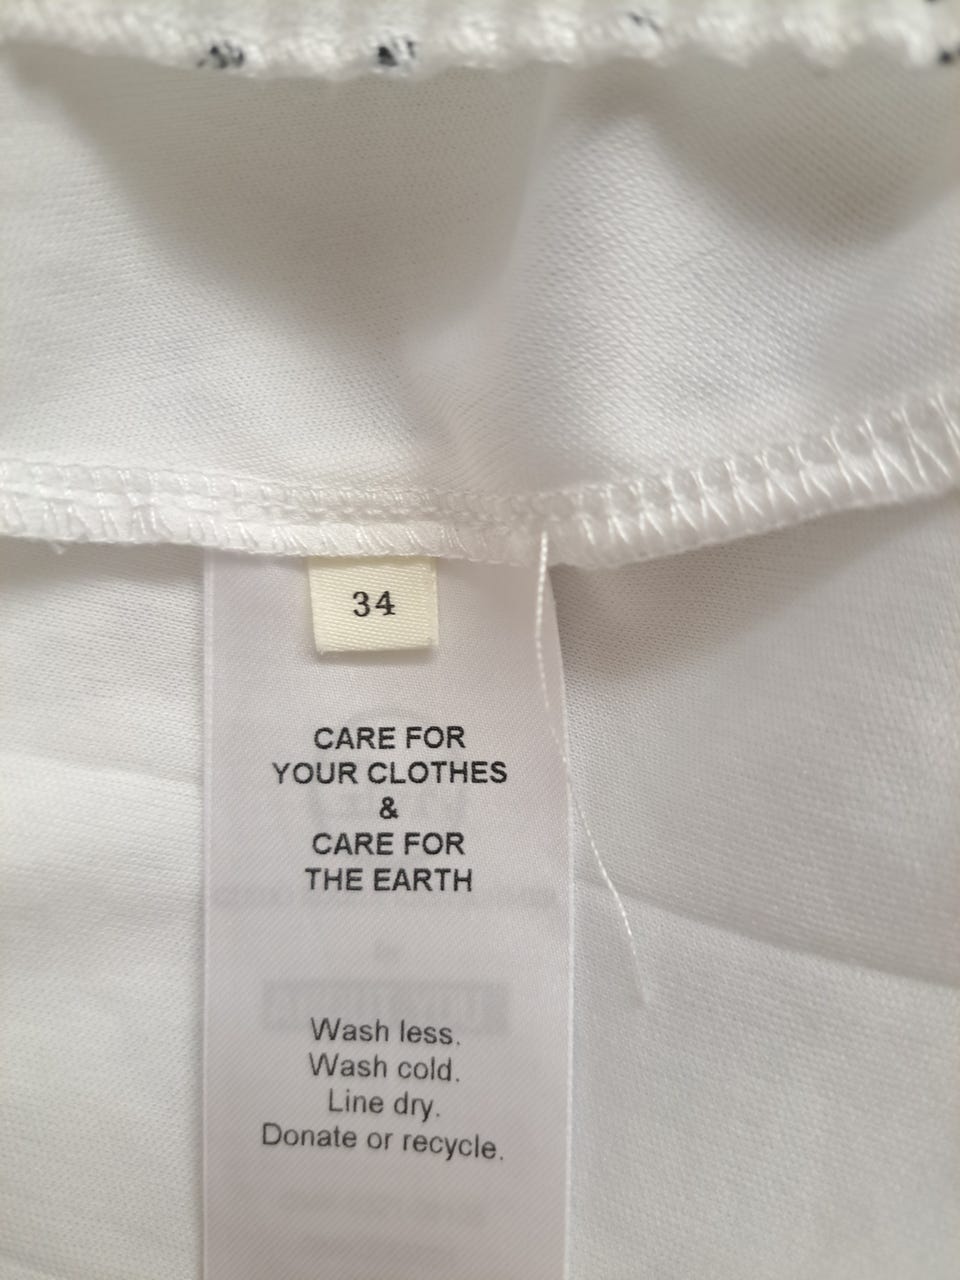 34
CARE FOR
YOUR CLOTHES
&
CARE FOR
THE EARTH
Wash less.
Wash cold.
Line dry.
Donate or recycle.